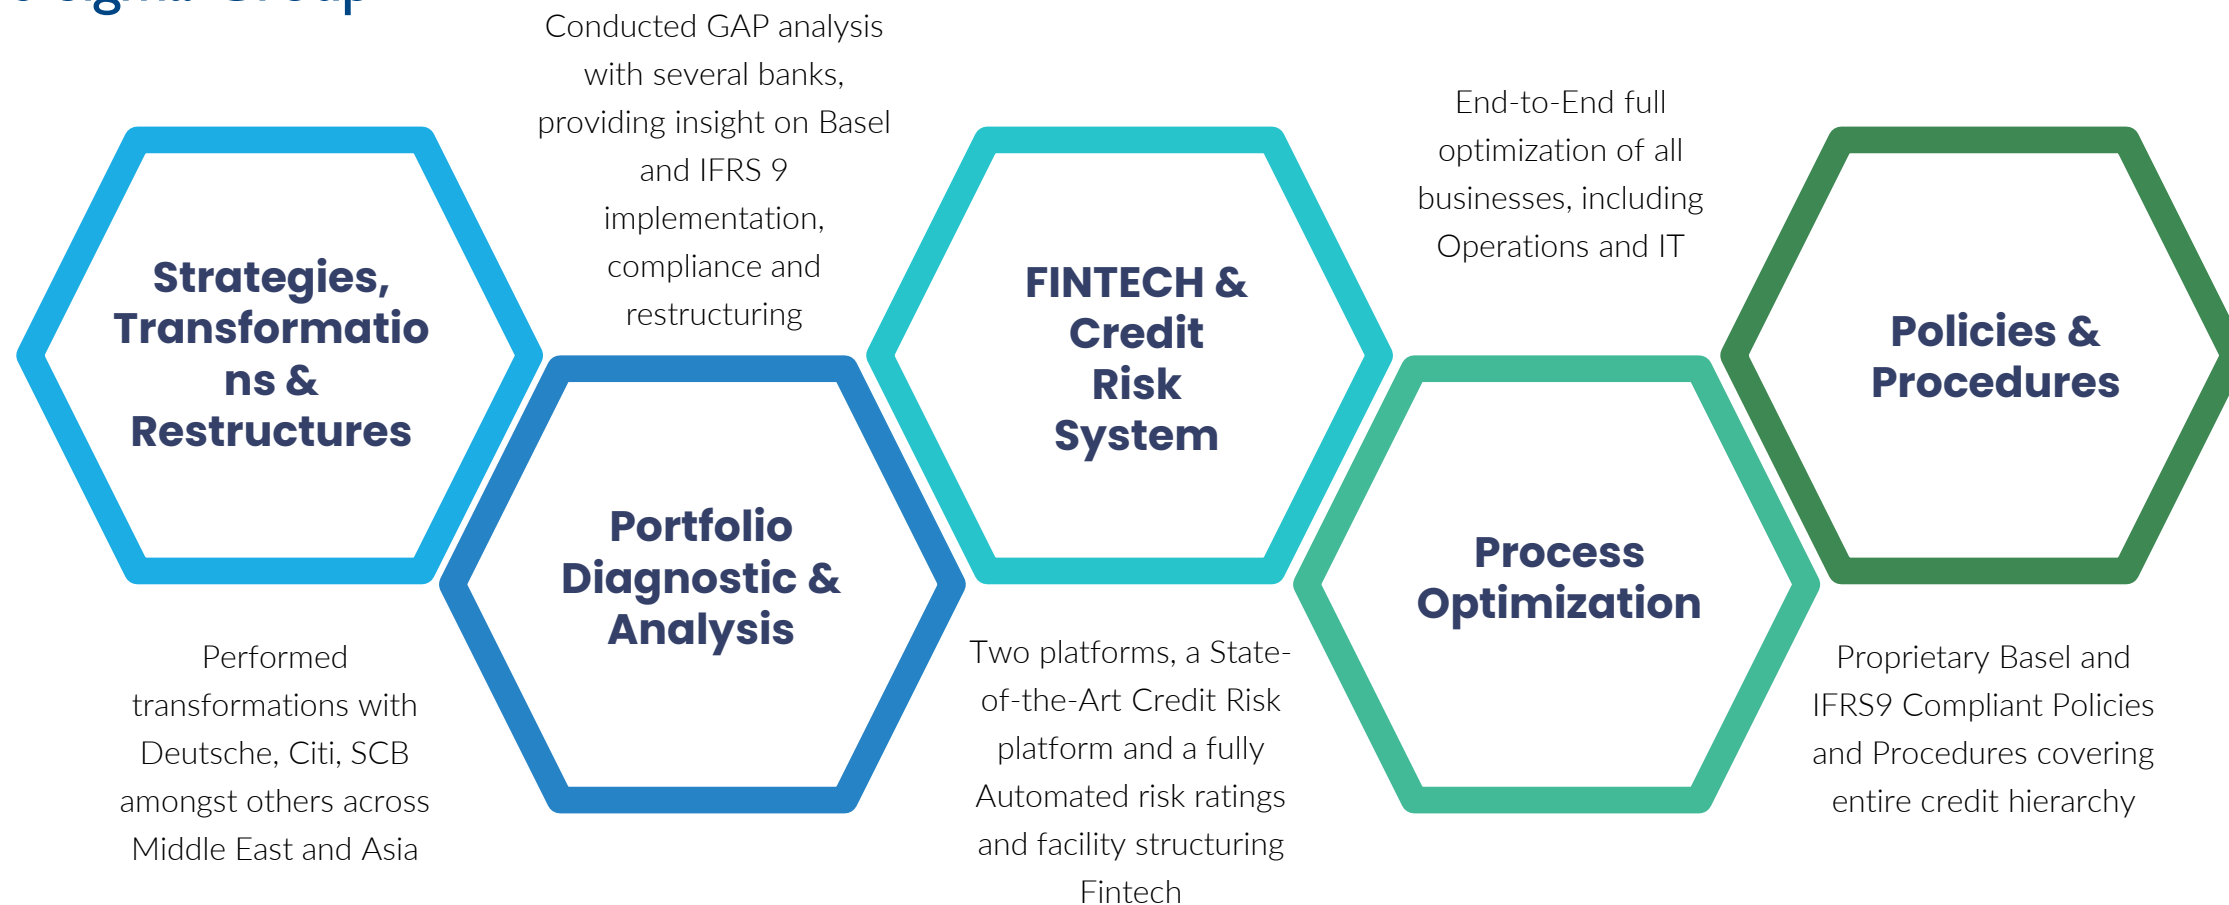 Group
Strategies,
Transformatio
ns &
Restructures
Performed
transformations with
Deutsche, Citi, SCB
amongst others across
Middle East and Asia
Conducted GAP analysis
with several banks,
providing insight on Basel
and IFRS 9
implementation,
compliance and
restructuring
Portfolio
Diagnostic &
Analysis
FINTECH &
Credit
Risk
System
Two platforms, a State-
of-the-Art Credit Risk
platform and a fully
Automated risk ratings
and facility structuring
Fintech
End-to-End full
optimization of all
businesses, including
Operations and IT
Process
Optimization
Policies &
Procedures
Proprietary Basel and
IFRS9 Compliant Policies
and Procedures covering
entire credit hierarchy